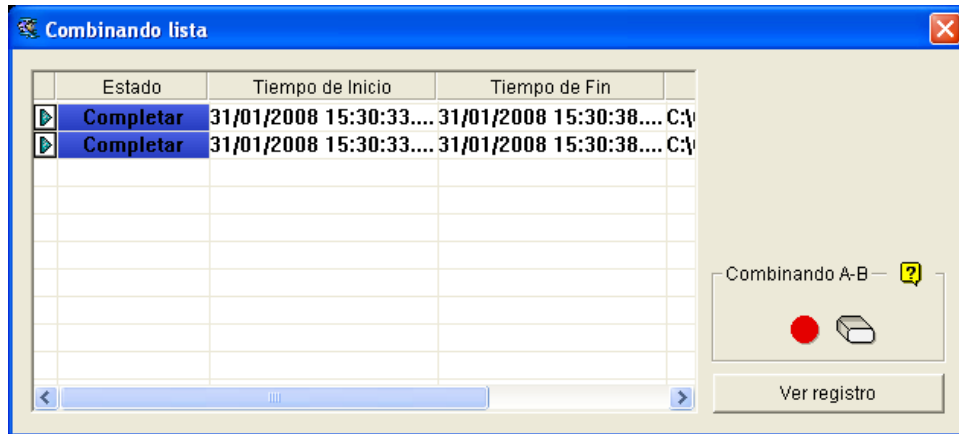 Combinando lista
Estado Tiempo de Inicio Tiempo de Fin
Completar 31/01/2008 15:30:33.... 31/01/2008 15:30:38.... C:\
Completar 31/01/2008 15:30:33.... 31/01/2008 15:30:38.... C:\
Combinando A-B ?
Ver registro